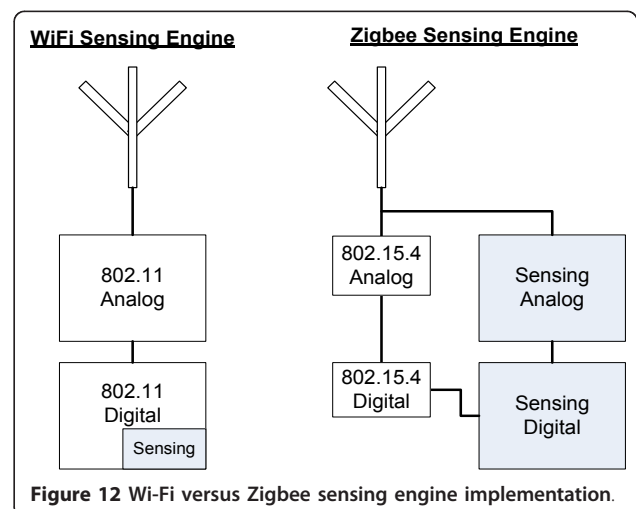 WiFi Sensing Engine
Zigbee Sensing Engine
802.11
Analog
802.11
Digital
Sensing
802.15.4
Analog
802.15.4
Digital
Sensing
Analog
Sensing
Digital
Figure 12 Wi-Fi versus Zigbee sensing engine implementation.